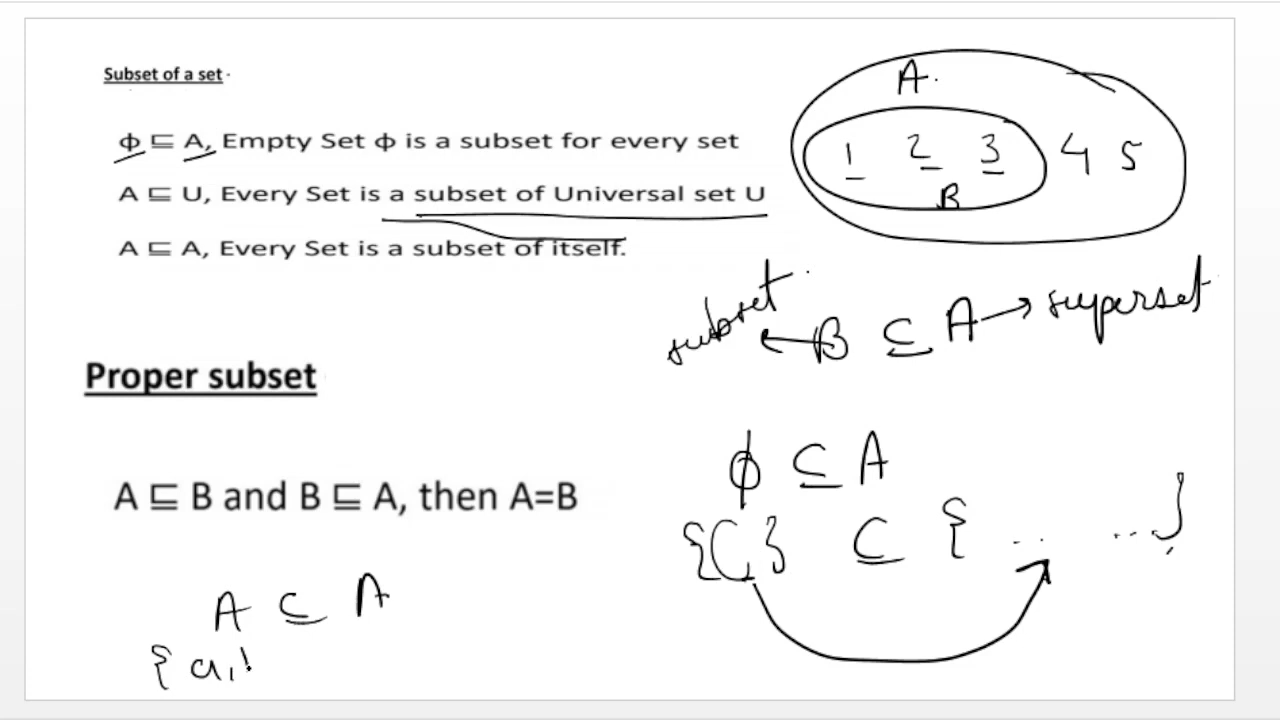 Subset of a set -
ϕ ⊑ A, Empty Set ϕ is a subset for every set
A ⊑ U, Every Set is a subset of Universal set U
A ⊑ A, Every Set is a subset of itself.
A.
1 2 3 4 5
B
subset ← B ⊆ A → superset
Proper subset
A ⊑ B and B ⊑ A, then A=B
ϕ ⊆ A
{ } ⊆ { .. ... }
A ⊆ A
{ a,